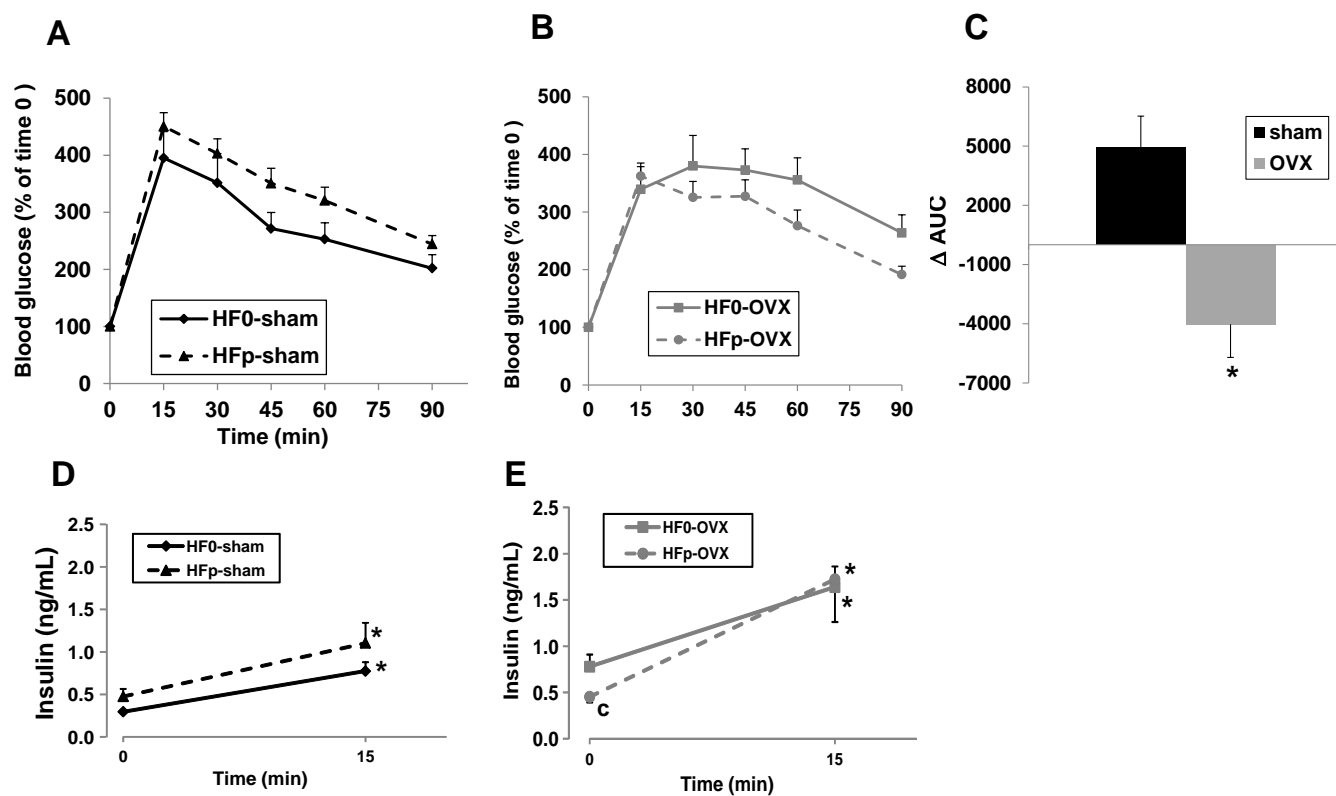 A
Blood glucose (% of time 0 )
500
400
300
200
100
0
0 15 30 45 60 75 90
Time (min)
HF0-sham
HFp-sham
B
Blood glucose (% of time 0 )
500
400
300
200
100
0
0 15 30 45 60 75 90
HF0-OVX
HFp-OVX
C
Δ AUC
8000
5000
2000
-1000
-4000
-7000
sham
OVX
*
D
Insulin (ng/mL)
2.5
2.0
1.5
1.0
0.5
0.0
0 15
Time (min)
HF0-sham
HFp-sham
*
*
E
Insulin (ng/mL)
2.5
2.0
1.5
1.0
0.5
0.0
0 15
Time (min)
HF0-OVX
HFp-OVX
*
*
c